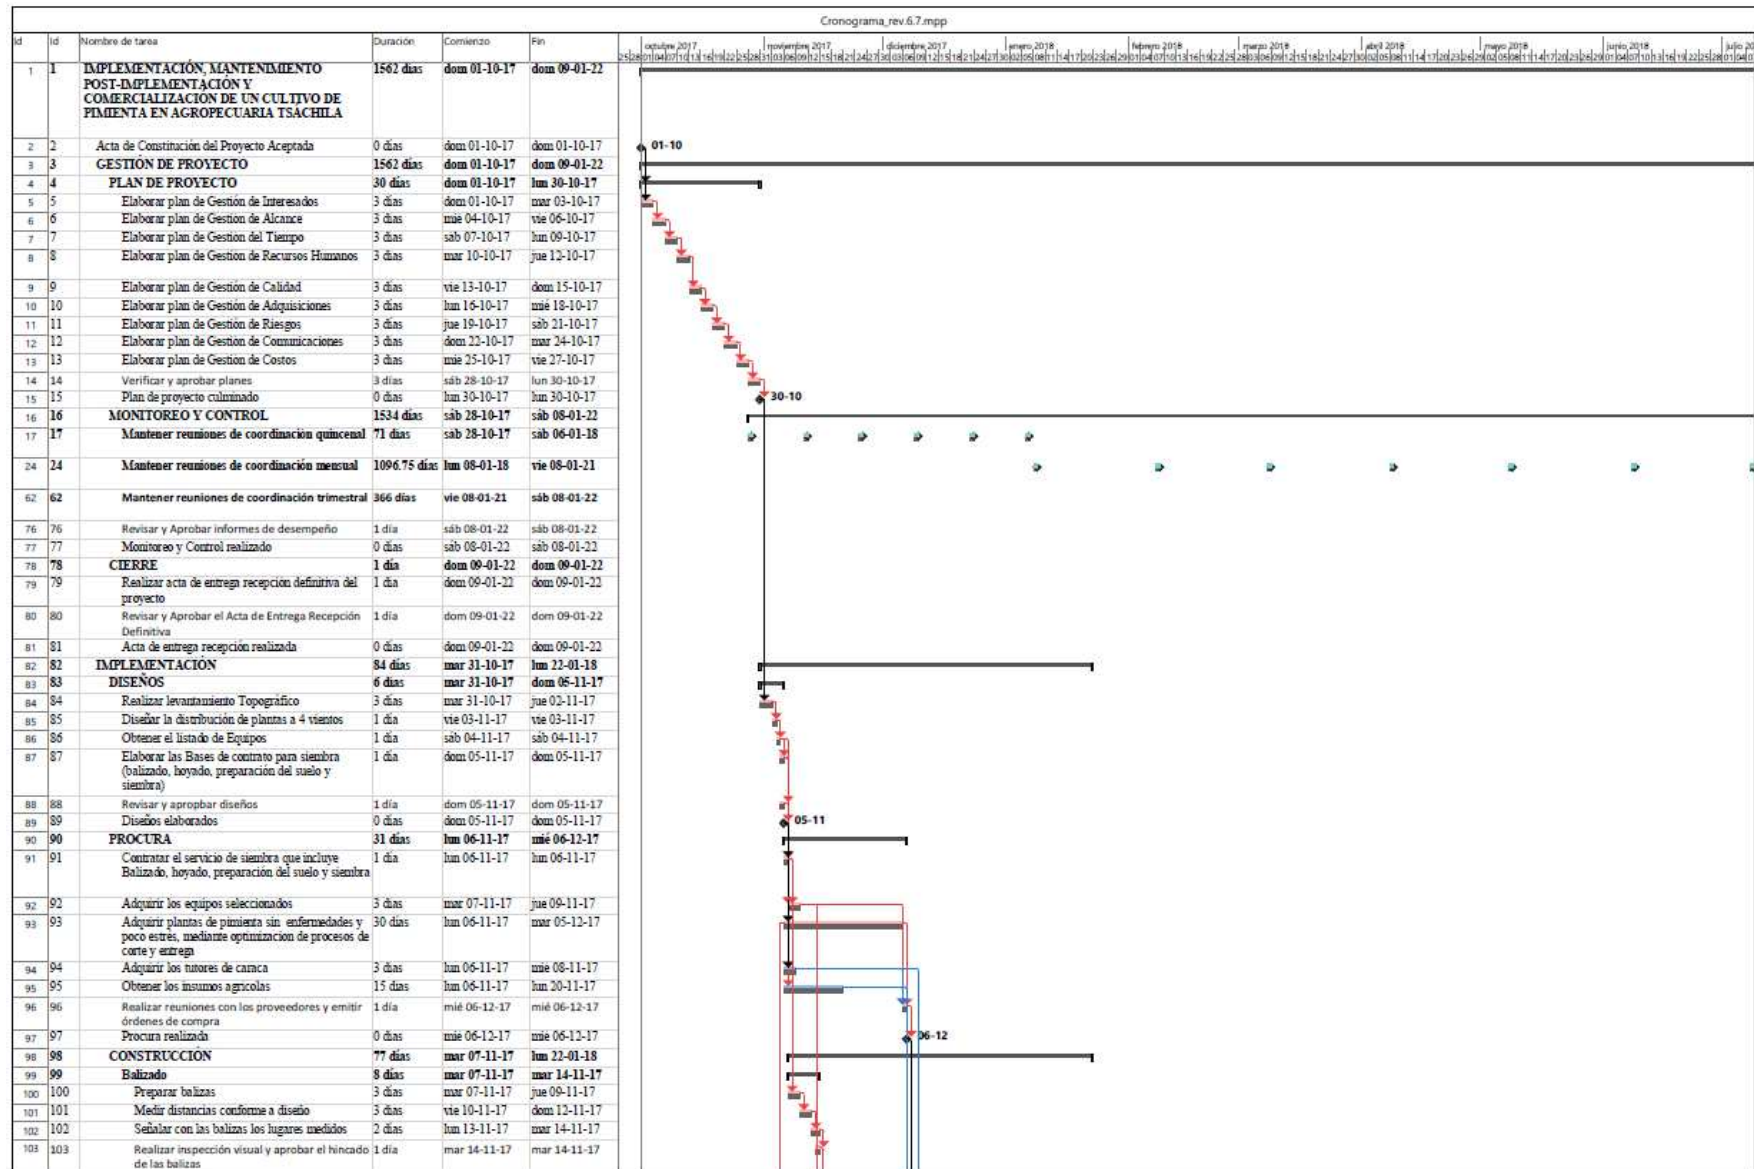 Cronograma_rev.6.7.mpp
Id Id Nombre de tarea Duración Comienzo Fin
octubre 2017 noviembre 2017 diciembre 2017 enero 2018 febrero 2018 marzo 2018 abril 2018 mayo 2018 junio 2018
1 1 IMPLEMENTACIÓN, MANTENIMIENTO 1562 días dom 01-10-17 dom 09-01-22
POST-IMPLEMENTACIÓN Y
COMERCIALIZACIÓN DE UN CULTIVO DE
PIMIENTA EN AGROPECUARIA TSÁCHILA
2 2 Acta de Constitución del Proyecto Aceptada 0 días dom 01-10-17 dom 01-10-17 01-10
3 3 GESTIÓN DE PROYECTO 1562 días dom 01-10-17 dom 09-01-22
4 4 PLAN DE PROYECTO 30 días dom 01-10-17 lun 30-10-17
5 5 Elaborar plan de Gestión de Interesados 3 días dom 01-10-17 mar 03-10-17
6 6 Elaborar plan de Gestión de Alcance 3 días mié 04-10-17 vie 06-10-17
7 7 Elaborar plan de Gestión del Tiempo 3 días sáb 07-10-17 lun 09-10-17
8 8 Elaborar plan de Gestión de Recursos Humanos 3 días mar 10-10-17 jue 12-10-17
9 9 Elaborar plan de Gestión de Calidad 3 días vie 13-10-17 dom 15-10-17
10 10 Elaborar plan de Gestión de Adquisiciones 3 días lun 16-10-17 mié 18-10-17
11 11 Elaborar plan de Gestión de Riesgos 3 días jue 19-10-17 sáb 21-10-17
12 12 Elaborar plan de Gestión de Comunicaciones 3 días dom 22-10-17 mar 24-10-17
13 13 Elaborar plan de Gestión de Costos 3 días mié 25-10-17 vie 27-10-17
14 14 Verificar y aprobar planes 3 días sáb 28-10-17 lun 30-10-17
15 15 Plan de proyecto culminado 0 días lun 30-10-17 lun 30-10-17 30-10
16 16 MONITOREO Y CONTROL 1534 días sáb 28-10-17 sáb 08-01-22
17 17 Mantener reuniones de coordinación quincenal 71 días sáb 28-10-17 sáb 06-01-18
24 24 Mantener reuniones de coordinación mensual 1096.75 días lun 08-01-18 vie 08-01-21
62 62 Mantener reuniones de coordinación trimestral 366 días vie 08-01-21 sáb 08-01-22
76 76 Revisar y Aprobar informes de desempeño 1 día sáb 08-01-22 sáb 08-01-22
77 77 Monitoreo y Control realizado 0 días sáb 08-01-22 sáb 08-01-22
78 78 CIERRE 1 día dom 09-01-22 dom 09-01-22
79 79 Realizar acta de entrega recepción definitiva del 1 día dom 09-01-22 dom 09-01-22
proyecto
80 80 Revisar y Aprobar el Acta de Entrega Recepción 1 día dom 09-01-22 dom 09-01-22
Definitiva
81 81 Acta de entrega recepción realizada 0 días dom 09-01-22 dom 09-01-22
82 82 IMPLEMENTACIÓN 84 días mar 31-10-17 lun 22-01-18
83 83 DISEÑOS 6 días mar 31-10-17 dom 05-11-17
84 84 Realizar levantamiento Topográfico 3 días mar 31-10-17 jue 02-11-17
85 85 Diseñar la distribución de plantas a 4 vientos 1 día vie 03-11-17 vie 03-11-17
86 86 Obtener el listado de Equipos 1 día sáb 04-11-17 sáb 04-11-17
87 87 Elaborar las Bases de contrato para siembra 1 día dom 05-11-17 dom 05-11-17
(balizado, hoyado, preparación del suelo y
siembra)
88 88 Revisar y apropbar diseños 1 día dom 05-11-17 dom 05-11-17
89 89 Diseños elaborados 0 días dom 05-11-17 dom 05-11-17 05-11
90 90 PROCURA 31 días lun 06-11-17 mié 06-12-17
91 91 Contratar el servicio de siembra que incluye 1 día lun 06-11-17 lun 06-11-17
Balizado, hoyado, preparación del suelo y siembra
92 92 Adquirir los equipos seleccionados 3 días mar 07-11-17 jue 09-11-17
93 93 Adquirir plantas de pimienta sin enfermedades y 30 días lun 06-11-17 mar 05-12-17
poco estres, mediante optimizacion de procesos de
corte y entrega
94 94 Adquirir los tutores de caraca 3 días lun 06-11-17 mié 08-11-17
95 95 Obtener los insumos agrícolas 15 días lun 06-11-17 lun 20-11-17
96 96 Realizar reuniones con los proveedores y emitir 1 día mié 06-12-17 mié 06-12-17
órdenes de compra
97 97 Procura realizada 0 días mié 06-12-17 mié 06-12-17 06-12
98 98 CONSTRUCCIÓN 77 días mar 07-11-17 lun 22-01-18
99 99 Balizado 8 días mar 07-11-17 mar 14-11-17
100 100 Preparar balizas 3 días mar 07-11-17 jue 09-11-17
101 101 Medir distancias conforme a diseño 3 días vie 10-11-17 dom 12-11-17
102 102 Señalar con las balizas los lugares medidos 2 días lun 13-11-17 mar 14-11-17
103 103 Realizar inspección visual y aprobar el hincado 1 día mar 14-11-17 mar 14-11-17
de las balizas